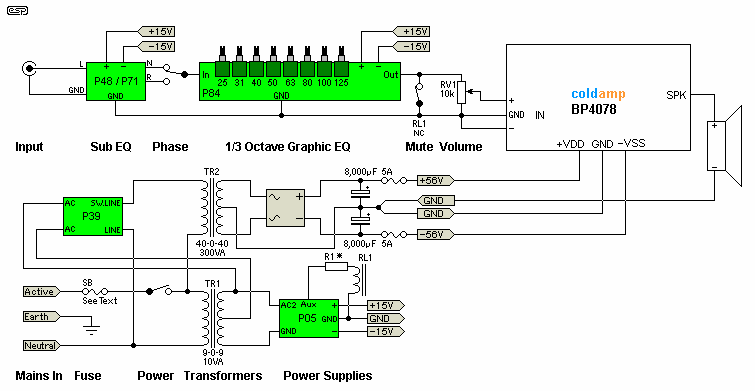 esp
+15V
−15V
+15V
−15V
L
GND
+ −
P48 / P71
GND
N
R
In
25 31 40 50 63 80 100 125
+ −
Out
P84
GND
RL1
NC
RV1
10k
+
GND
−
IN
coldamp
BP4078
SPK
+VDD GND −VSS
+
−
Input Sub EQ Phase 1/3 Octave Graphic EQ Mute Volume
AC SW.LINE
P39
AC LINE
TR2
40-0-40
300VA
+
−
8,000µF 5A
+
+
8,000µF 5A
+56V
GND
GND
−56V
Active
Earth
Neutral
SB
See Text
TR1
9-0-9
10VA
R1*
RL1
AC2 Aux +
P05 GND
GND −
+15V
GND
−15V
Mains In Fuse Power Transformers Power Supplies